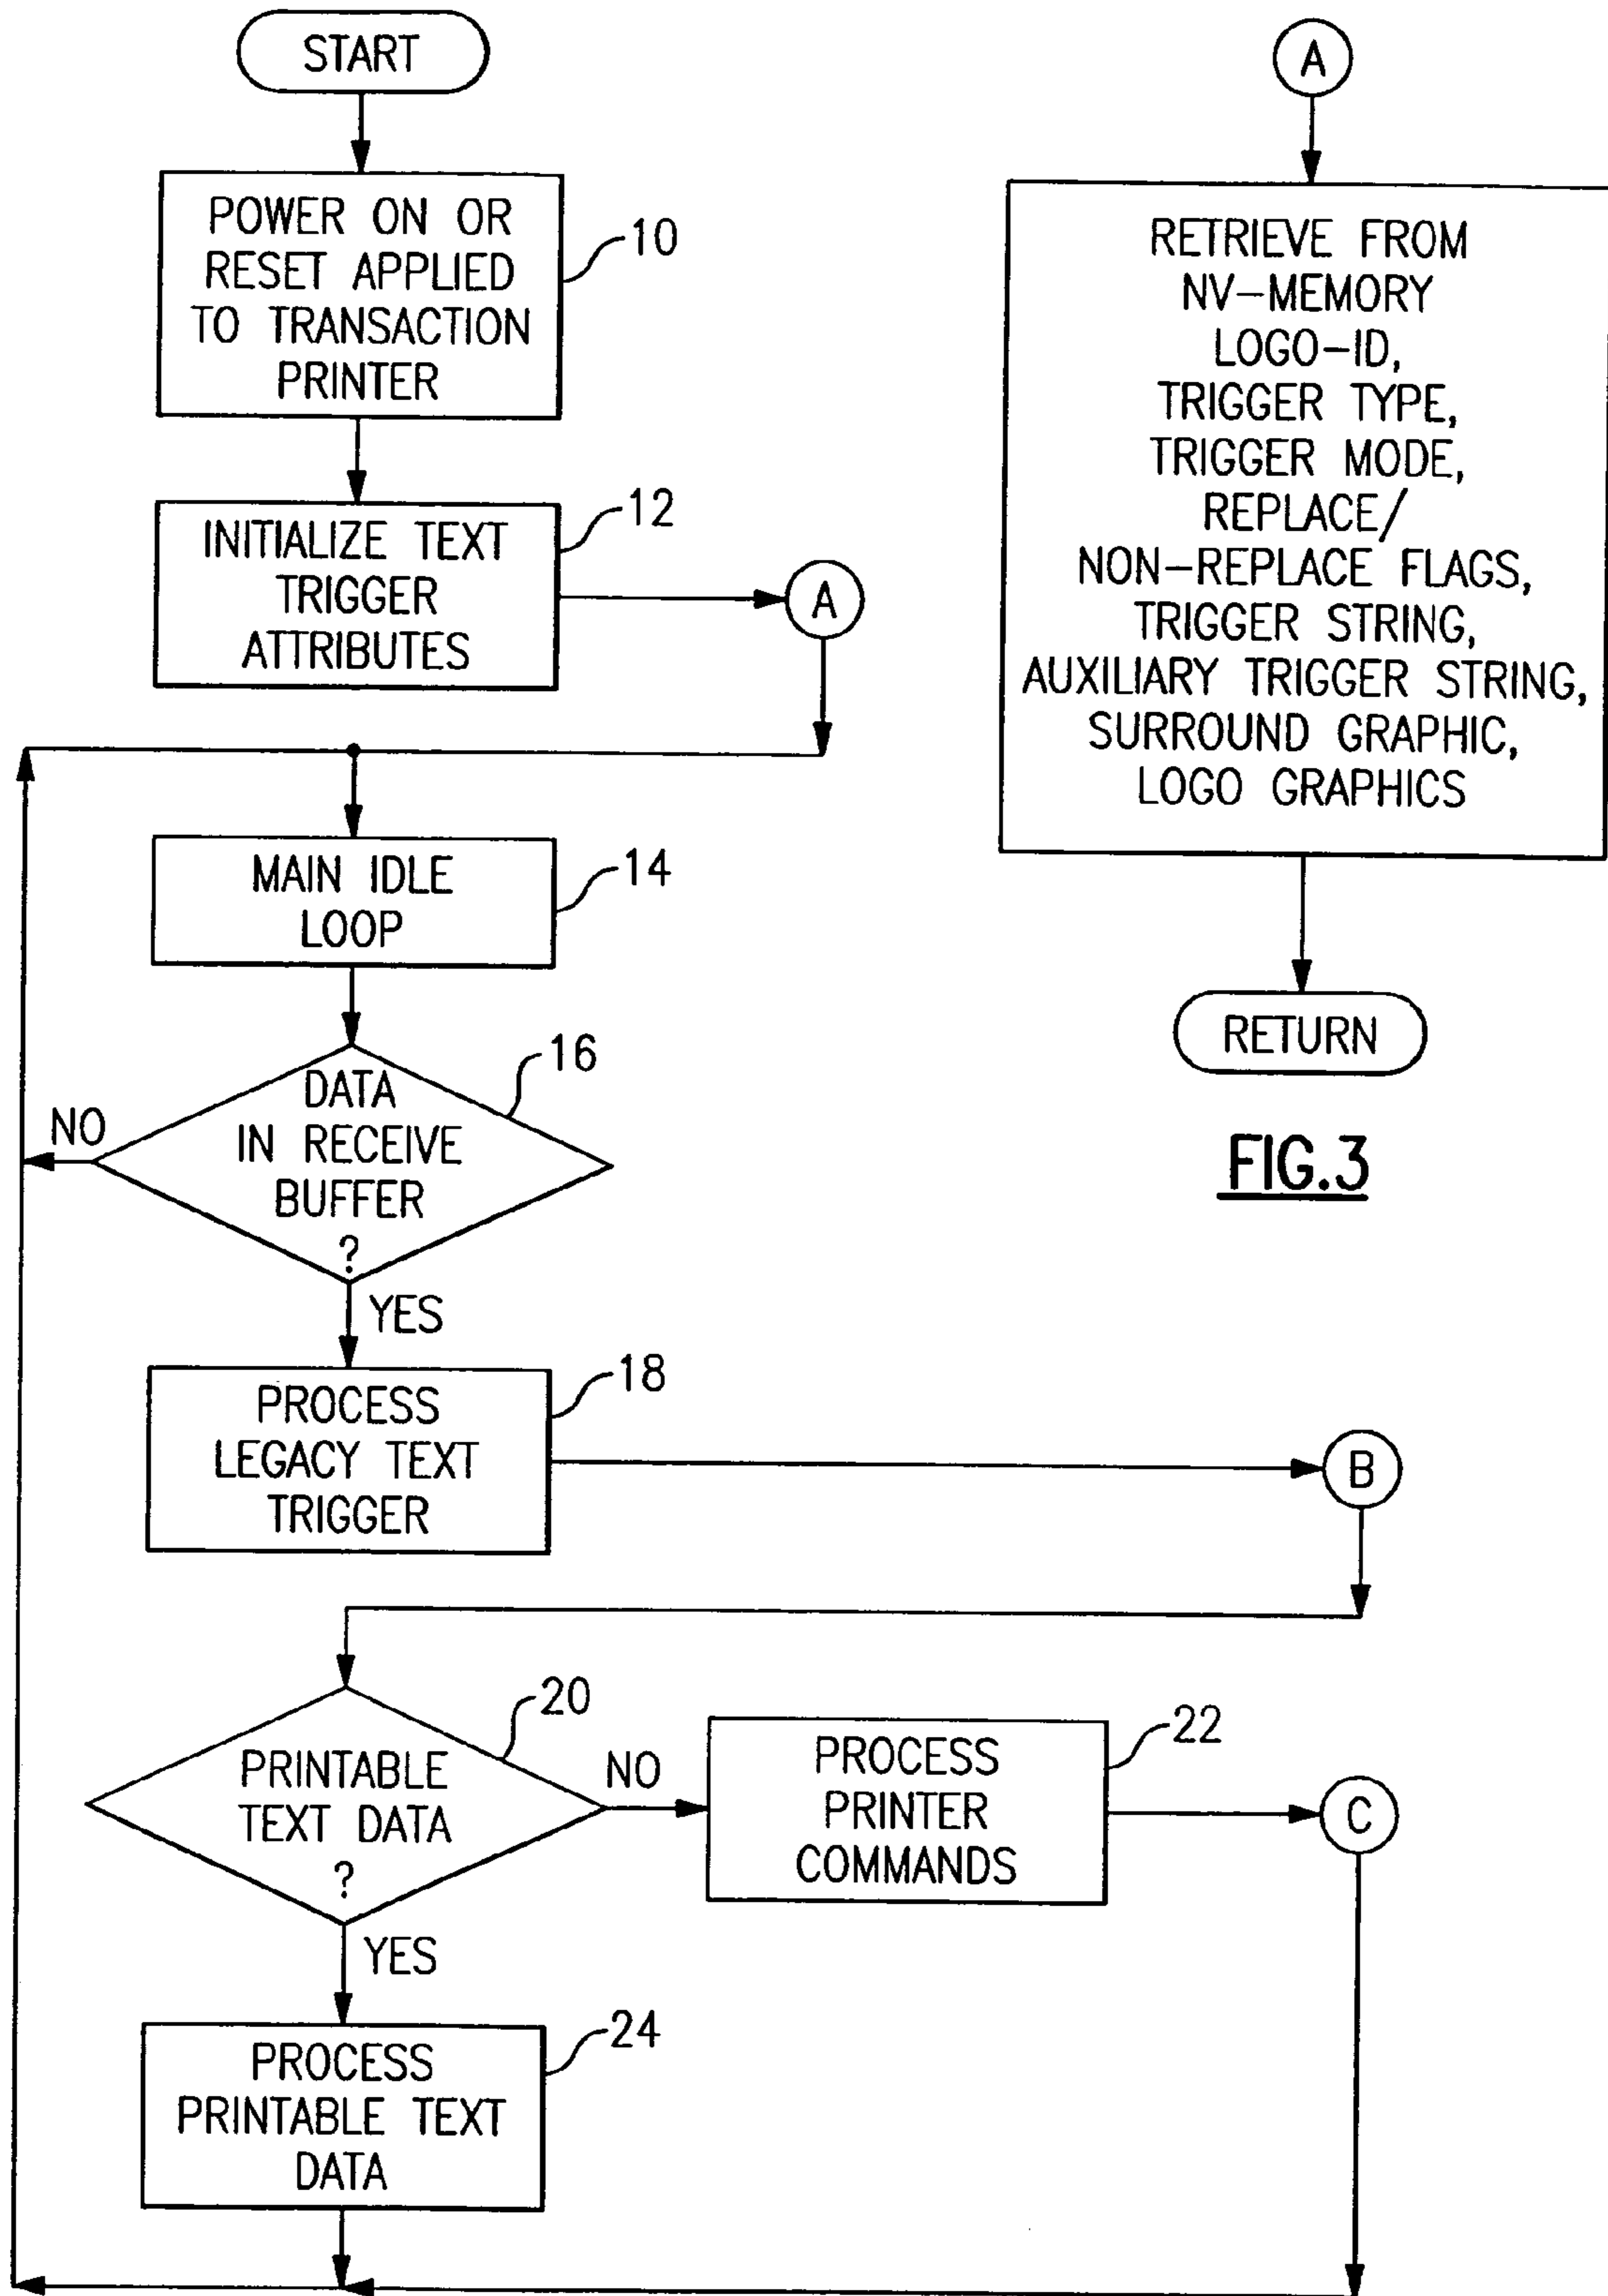 START
POWER ON OR
RESET APPLIED
TO TRANSACTION
PRINTER
10
INITIALIZE TEXT
TRIGGER
ATTRIBUTES
12
A
MAIN IDLE
LOOP
14
DATA
IN RECEIVE
BUFFER
?
16
NO
YES
PROCESS
LEGACY TEXT
TRIGGER
18
B
PRINTABLE
TEXT DATA
?
20
NO
PROCESS
PRINTER
COMMANDS
22
C
YES
PROCESS
PRINTABLE TEXT
DATA
24
A
RETRIEVE FROM
NV-MEMORY
LOGO-ID,
TRIGGER TYPE,
TRIGGER MODE,
REPLACE/
NON-REPLACE FLAGS,
TRIGGER STRING,
AUXILIARY TRIGGER STRING,
SURROUND GRAPHIC,
LOGO GRAPHICS
RETURN
FIG.3